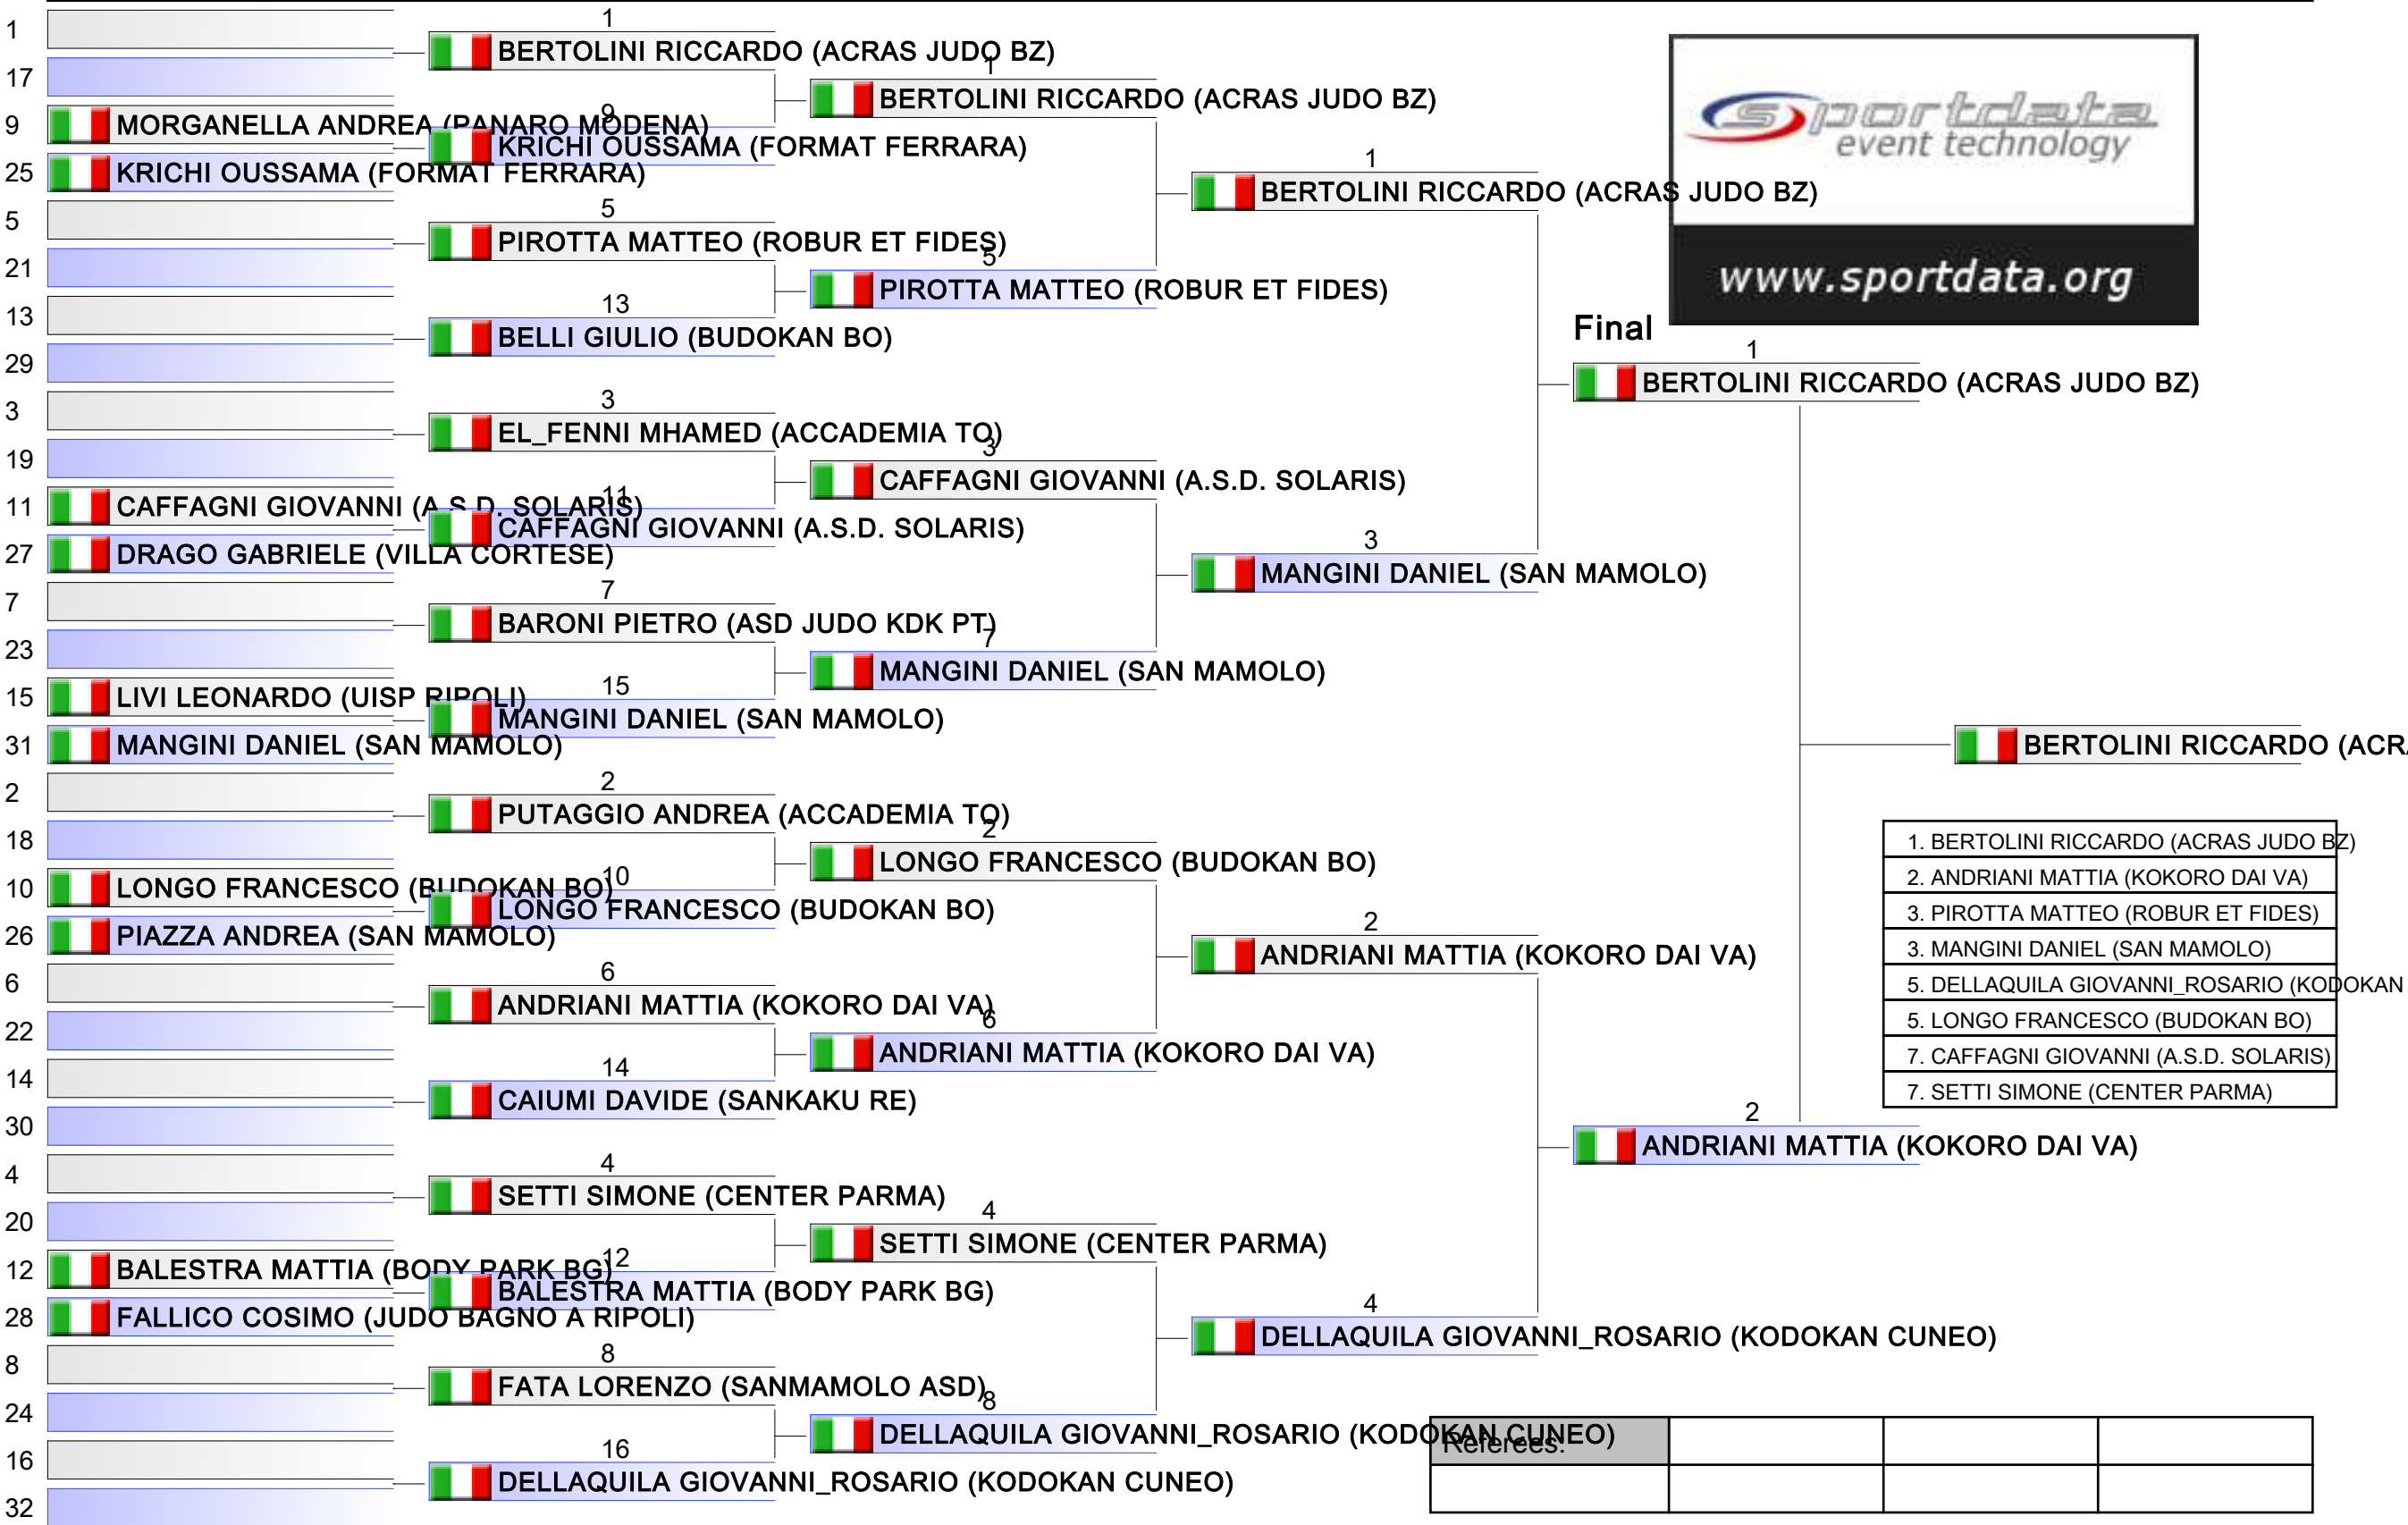 1
17
9 MORGANELLA ANDREA (PANARO MODENA)
25 KRICHI OUSSAMA (FORMAT FERRARA)
5
21
13
29
3
19
11 CAFFAGNI GIOVANNI (A.S.D. SOLARIS)
27 DRAGO GABRIELE (VILLA CORTESE)
7
23
15 LIVI LEONARDO (UISP RIPOLI)
31 MANGINI DANIEL (SAN MAMOLO)
2
18
10 LONGO FRANCESCO (BUDOKAN BO)
26 PIAZZA ANDREA (SAN MAMOLO)
6
22
14
30
4
20
12 BALESTRA MATTIA (BODY PARK BG)
28 FALLICO COSIMO (JUDO BAGNO A RIPOLI)
8
24
16
32
1
BERTOLINI RICCARDO (ACRAS JUDO BZ)
9
KRICHI OUSSAMA (FORMAT FERRARA)
5
PIROTTA MATTEO (ROBUR ET FIDES)
13
BELLI GIULIO (BUDOKAN BO)
3
EL_FENNI MHAMED (ACCADEMIA TO)
11
CAFFAGNI GIOVANNI (A.S.D. SOLARIS)
7
BARONI PIETRO (ASD JUDO KDK PT)
15
MANGINI DANIEL (SAN MAMOLO)
2
PUTAGGIO ANDREA (ACCADEMIA TO)
10
LONGO FRANCESCO (BUDOKAN BO)
6
ANDRIANI MATTIA (KOKORO DAI VA)
14
CAIUMI DAVIDE (SANKAKU RE)
4
SETTI SIMONE (CENTER PARMA)
12
BALESTRA MATTIA (BODY PARK BG)
8
FATA LORENZO (SANMAMOLO ASD)
16
DELLAQUILA GIOVANNI_ROSARIO (KODOKAN CUNEO)
1
BERTOLINI RICCARDO (ACRAS JUDO BZ)
5
PIROTTA MATTEO (ROBUR ET FIDES)
3
CAFFAGNI GIOVANNI (A.S.D. SOLARIS)
7
MANGINI DANIEL (SAN MAMOLO)
2
LONGO FRANCESCO (BUDOKAN BO)
6
ANDRIANI MATTIA (KOKORO DAI VA)
4
SETTI SIMONE (CENTER PARMA)
8
DELLAQUILA GIOVANNI_ROSARIO (KODOKAN CUNEO)
1
BERTOLINI RICCARDO (ACRAS JUDO BZ)
3
MANGINI DANIEL (SAN MAMOLO)
2
ANDRIANI MATTIA (KOKORO DAI VA)
4
DELLAQUILA GIOVANNI_ROSARIO (KODOKAN CUNEO)
sportdata
event technology
www.sportdata.org
Final
1
BERTOLINI RICCARDO (ACRAS JUDO BZ)
2
ANDRIANI MATTIA (KOKORO DAI VA)
BERTOLINI RICCARDO (ACR
1. BERTOLINI RICCARDO (ACRAS JUDO BZ)
2. ANDRIANI MATTIA (KOKORO DAI VA)
3. PIROTTA MATTEO (ROBUR ET FIDES)
3. MANGINI DANIEL (SAN MAMOLO)
5. DELLAQUILA GIOVANNI_ROSARIO (KODOKAN
5. LONGO FRANCESCO (BUDOKAN BO)
7. CAFFAGNI GIOVANNI (A.S.D. SOLARIS)
7. SETTI SIMONE (CENTER PARMA)
Referees: